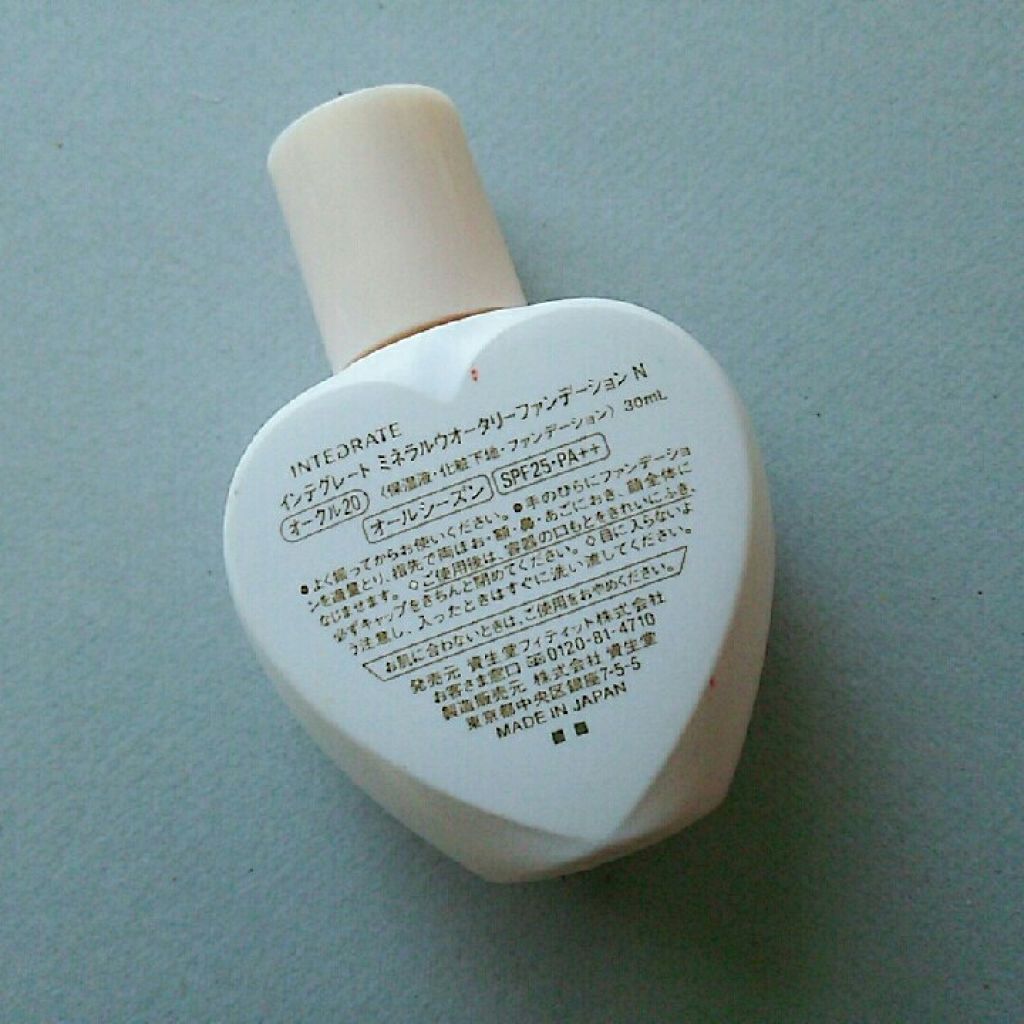 INTEGRATE
インテグレート ミネラルウオータリーファンデーション N
〈保湿液・化粧下地・ファンデーション〉 30mL
オークル20 オールシーズン SPF25・PA++
●よく振ってからお使いください。●手のひらにファンデーショ
ンを適量とり、指先で両ほお・額・鼻・あごにおき、顔全体に
なじませます。◇ご使用後は、容器の口もとをきれいにふき、
必ずキャップをきちんと閉めてください。◇目に入らないよ
う注意し、入ったときはすぐに洗い流してください。
お肌に合わないときは、ご使用をおやめください。
発売元 資生堂フィティット株式会社
お客さま窓口 0120-81-4710
製造販売元 株式会社 資生堂
東京都中央区銀座7-5-5
MADE IN JAPAN